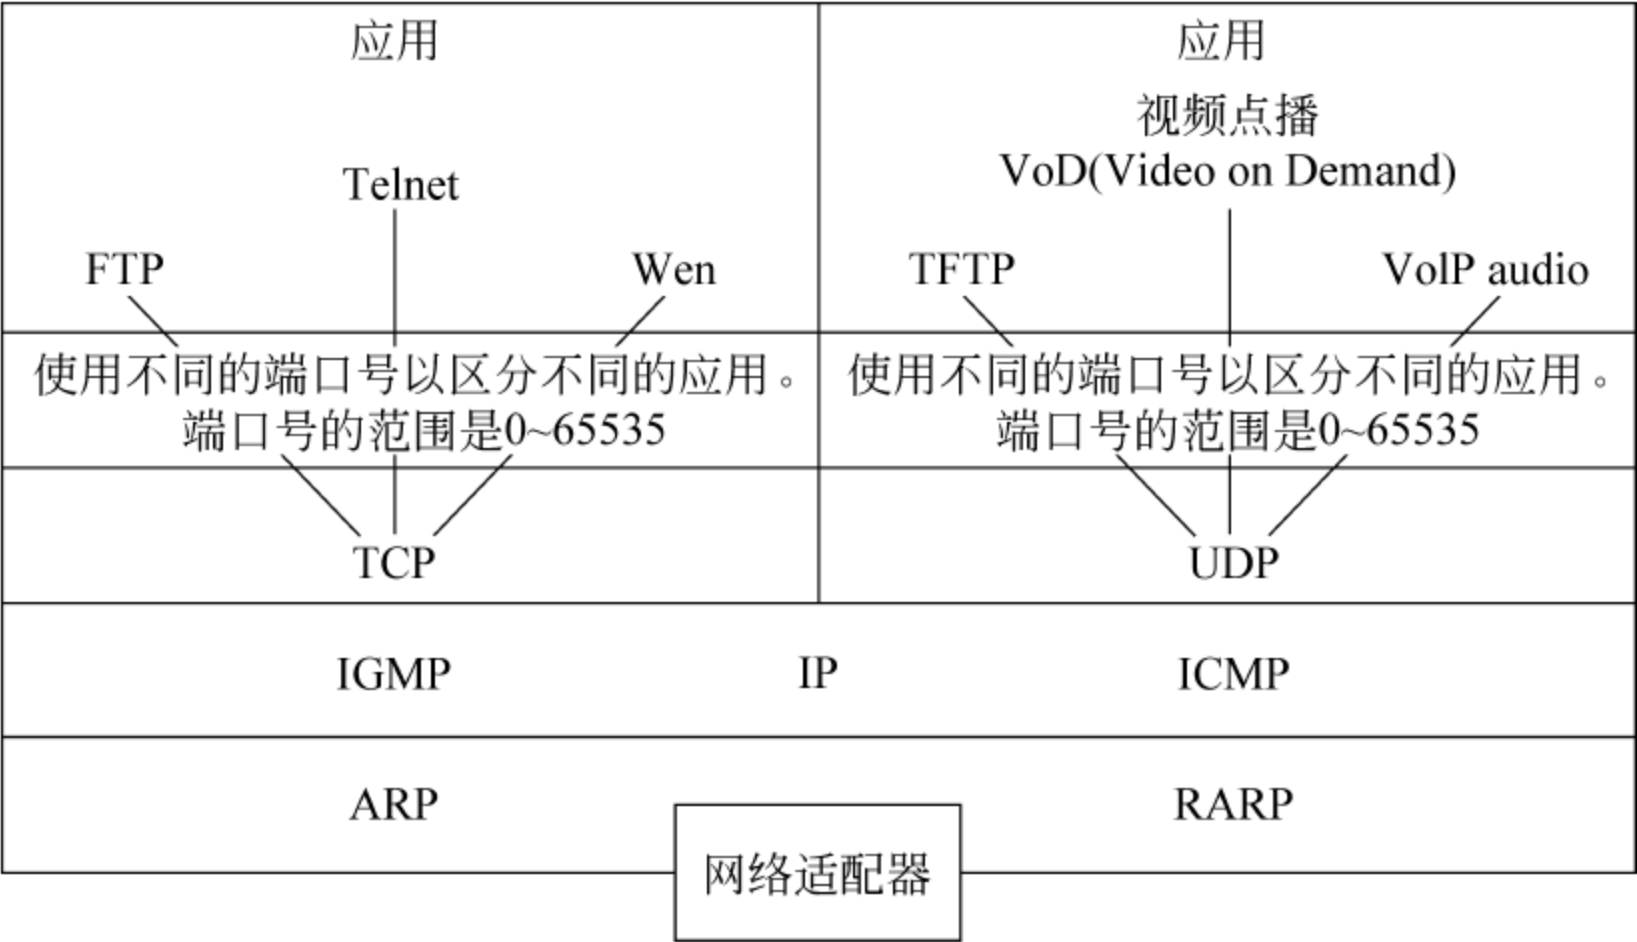 应用
Telnet
FTP
Wen
使用不同的端口号以区分不同的应用。
端口号的范围是0~65535
TCP
应用
视频点播
VoD(Video on Demand)
TFTP
VolP audio
使用不同的端口号以区分不同的应用。
端口号的范围是0~65535
UDP
IGMP
IP
ICMP
ARP
RARP
网络适配器